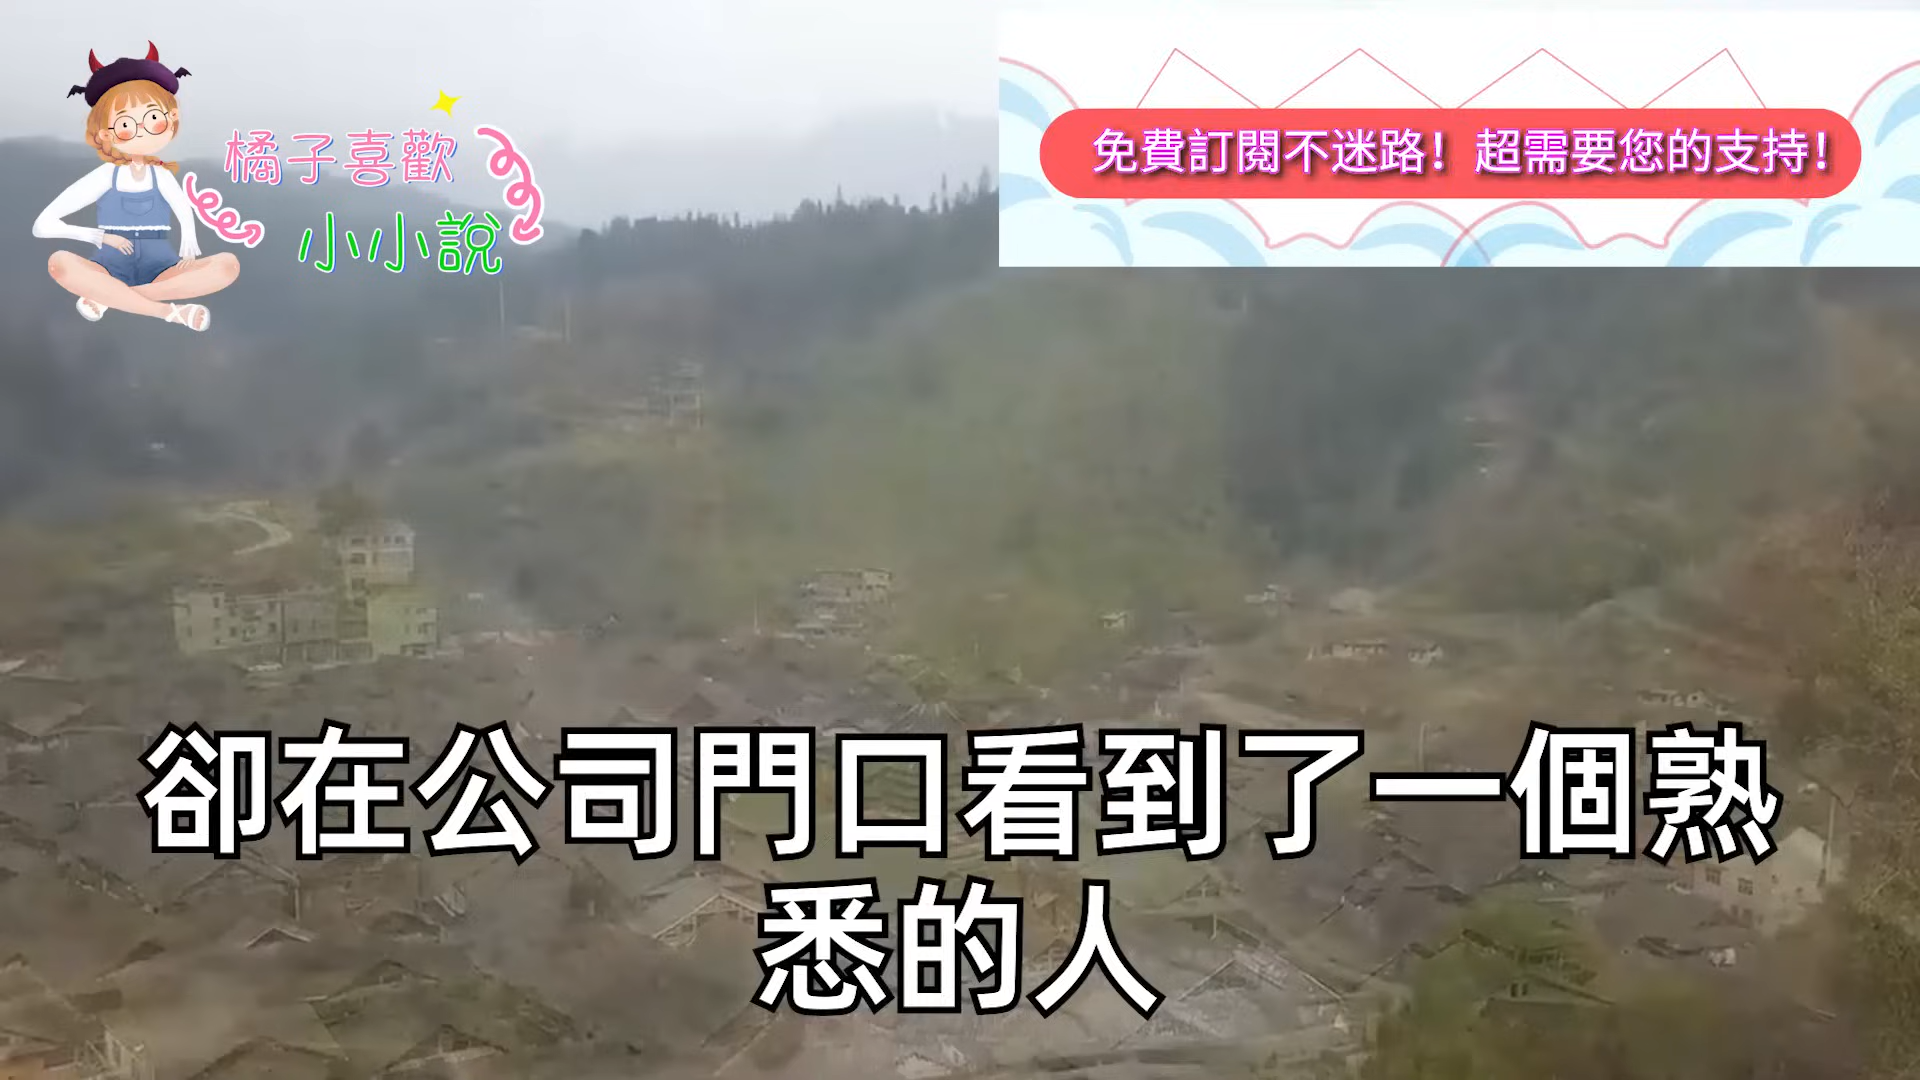 橘子喜歡
小小說
免費訂閱不迷路！超需要您的支持！
卻在公司門口看到了一個熟
悉的人